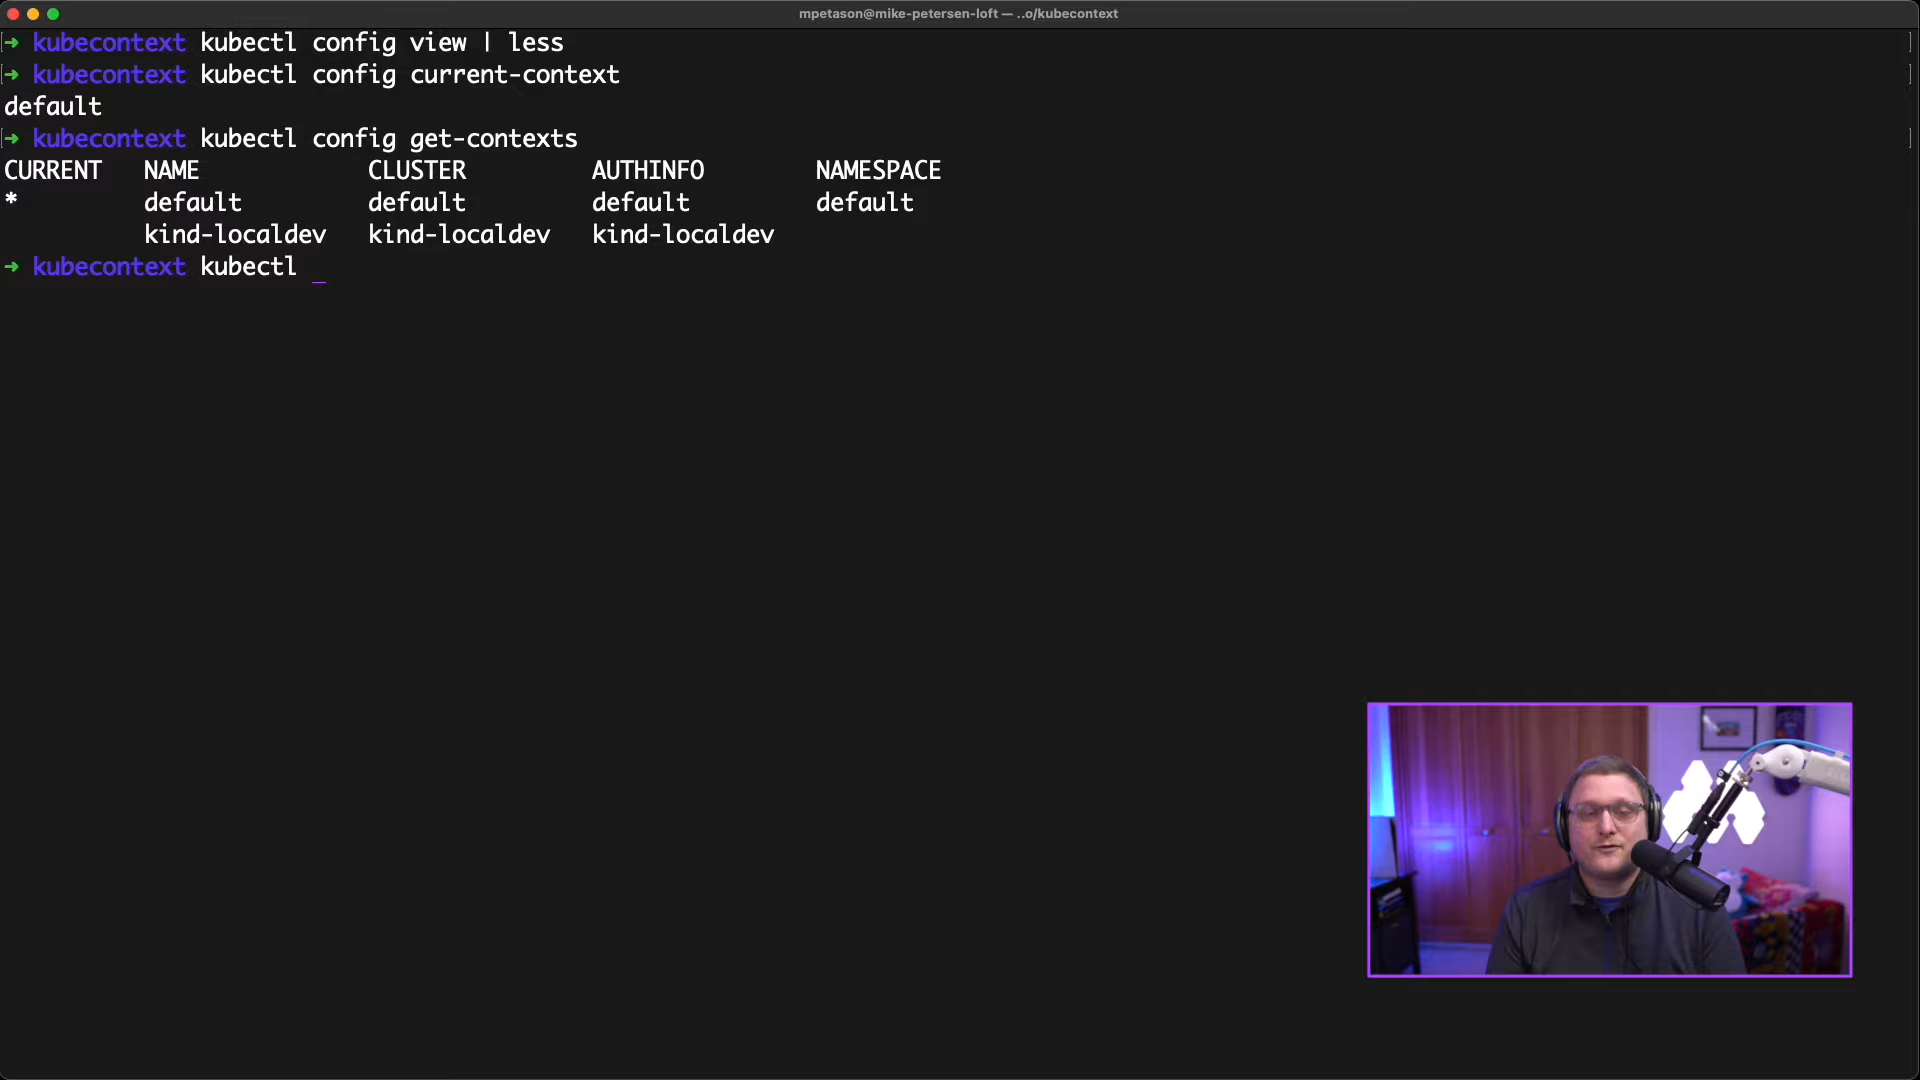 mpetason@mike-petersen-loft — ..o/kubecontext
→ kubecontext kubectl config view | less
→ kubecontext kubectl config current-context
default
→ kubecontext kubectl config get-contexts
CURRENT NAME CLUSTER AUTHINFO NAMESPACE
* default default default default
kind-localdev kind-localdev kind-localdev
→ kubecontext kubectl _